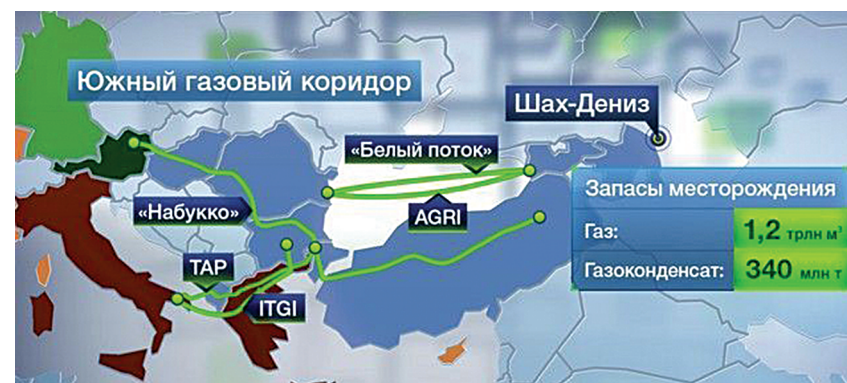 Южный газовый коридор
Шах-Дениз
«Белый поток»
AGRI
«Набукко»
TAP
ITGI
Запасы месторождения
Газ: 1,2 трлн м³
Газоконденсат: 340 млн т